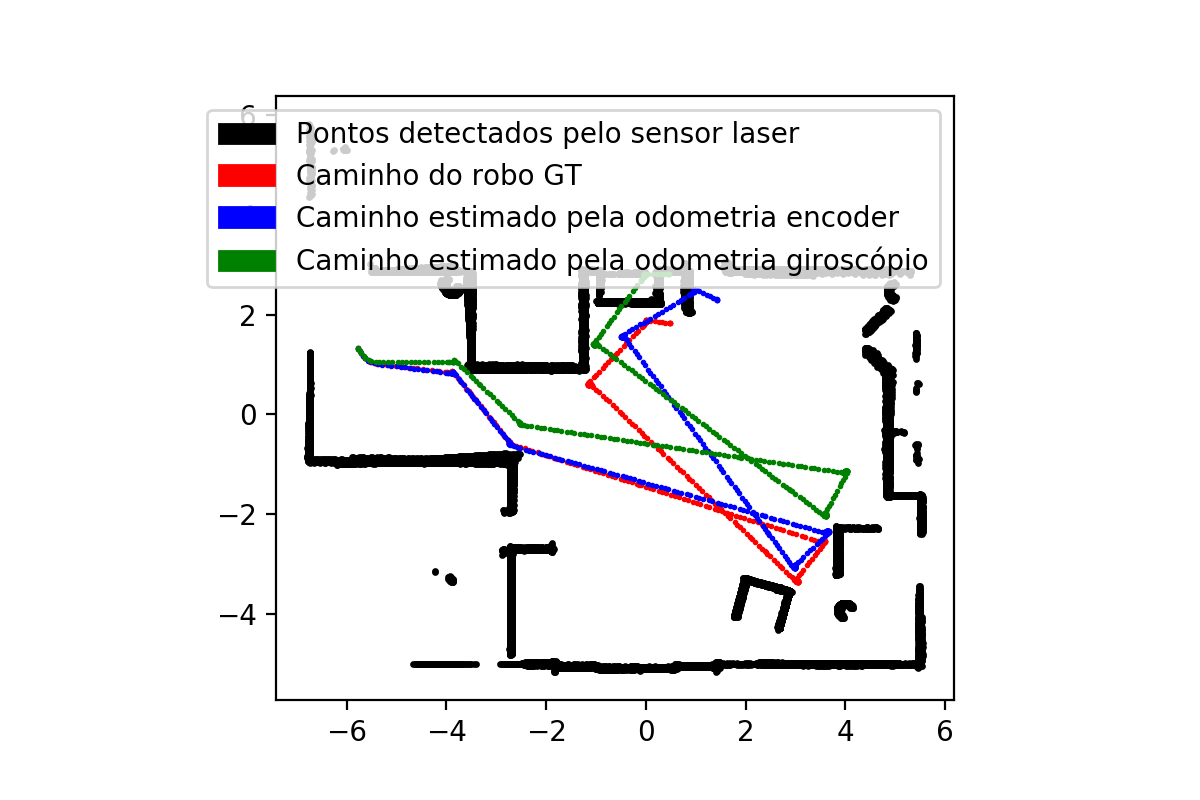 6
Pontos detectados pelo sensor laser
Caminho do robo GT
Caminho estimado pela odometria encoder
Caminho estimado pela odometria giroscópio
2
0
−2
−4
−6 −4 −2 0 2 4 6